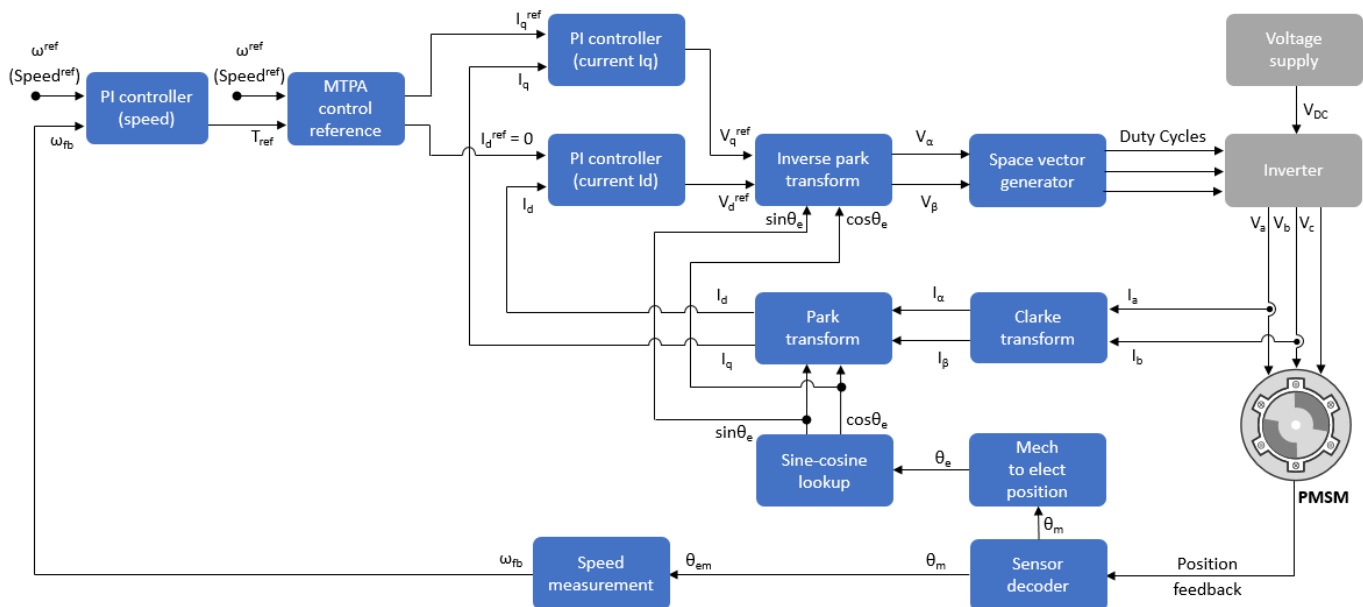 ω^ref
(Speed^ref)
ω_fb
PI controller
(speed)
T_ref
ω^ref
(Speed^ref)
MTPA
control
reference
I_q^ref
I_q
I_d^ref = 0
I_d
PI controller
(current Iq)
PI controller
(current Id)
V_q^ref
V_d^ref
Inverse park
transform
sinθ_e
cosθ_e
V_α
V_β
Space vector
generator
Duty Cycles
Voltage
supply
V_DC
Inverter
V_a V_b V_c
I_d
I_q
Park
transform
I_α
I_β
Clarke
transform
I_a
I_b
sinθ_e
cosθ_e
Sine-cosine
lookup
θ_e
Mech
to elect
position
PMSM
θ_m
ω_fb
Speed
measurement
θ_em
θ_m
Sensor
decoder
Position
feedback